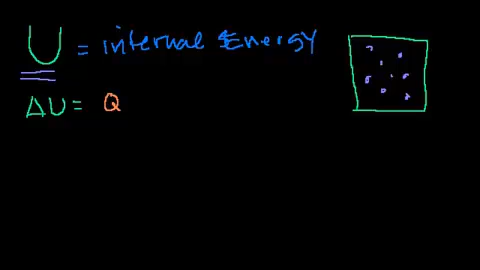 U = internal Energy
ΔU = Q